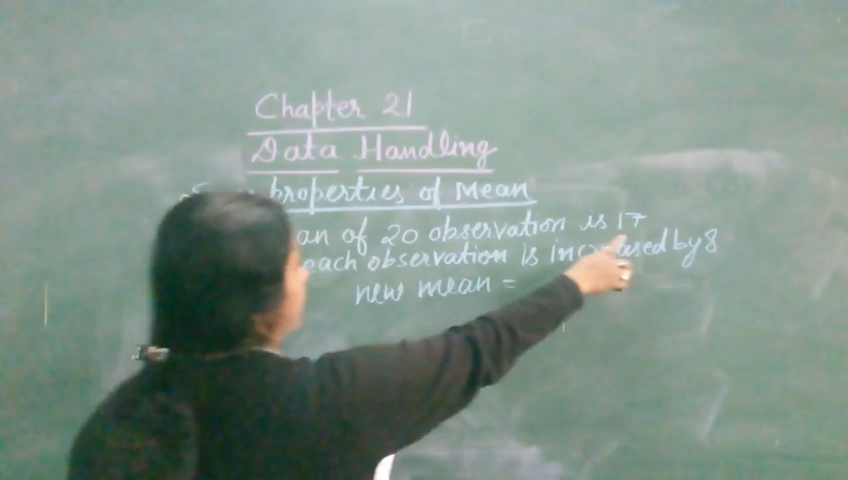 Chapter 21
Data Handling
properties of Mean
an of 20 observation is 17
each observation is increased by 8
new mean =